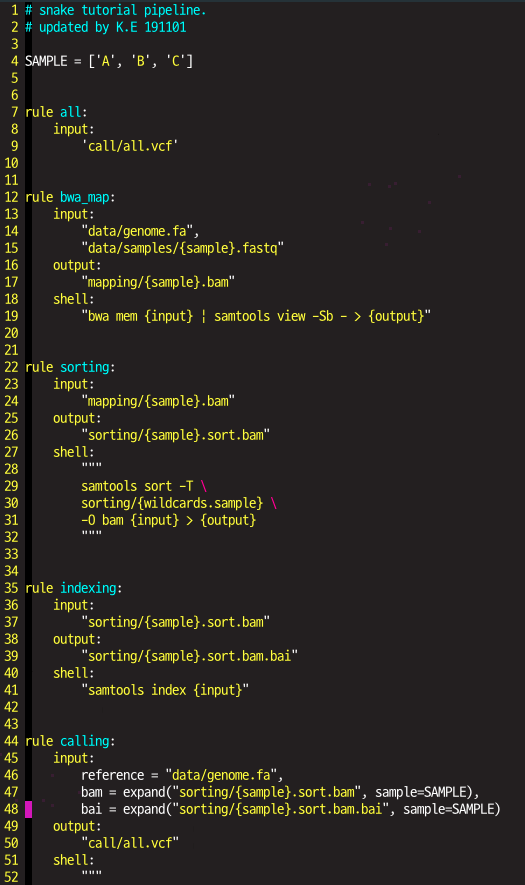 1 # snake tutorial pipeline.
2 # updated by K.E 191101
3
4 SAMPLE = ['A', 'B', 'C']
5
6
7 rule all:
8     input:
9         'call/all.vcf'
10
11
12 rule bwa_map:
13     input:
14         "data/genome.fa",
15         "data/samples/{sample}.fastq"
16     output:
17         "mapping/{sample}.bam"
18     shell:
19         "bwa mem {input} | samtools view -Sb - > {output}"
20
21
22 rule sorting:
23     input:
24         "mapping/{sample}.bam"
25     output:
26         "sorting/{sample}.sort.bam"
27     shell:
28         """
29         samtools sort -T \
30         sorting/{wildcards.sample} \
31         -O bam {input} > {output}
32         """
33
34
35 rule indexing:
36     input:
37         "sorting/{sample}.sort.bam"
38     output:
39         "sorting/{sample}.sort.bam.bai"
40     shell:
41         "samtools index {input}"
42
43
44 rule calling:
45     input:
46         reference = "data/genome.fa",
47         bam = expand("sorting/{sample}.sort.bam", sample=SAMPLE),
48         bai = expand("sorting/{sample}.sort.bam.bai", sample=SAMPLE)
49     output:
50         "call/all.vcf"
51     shell:
52         """